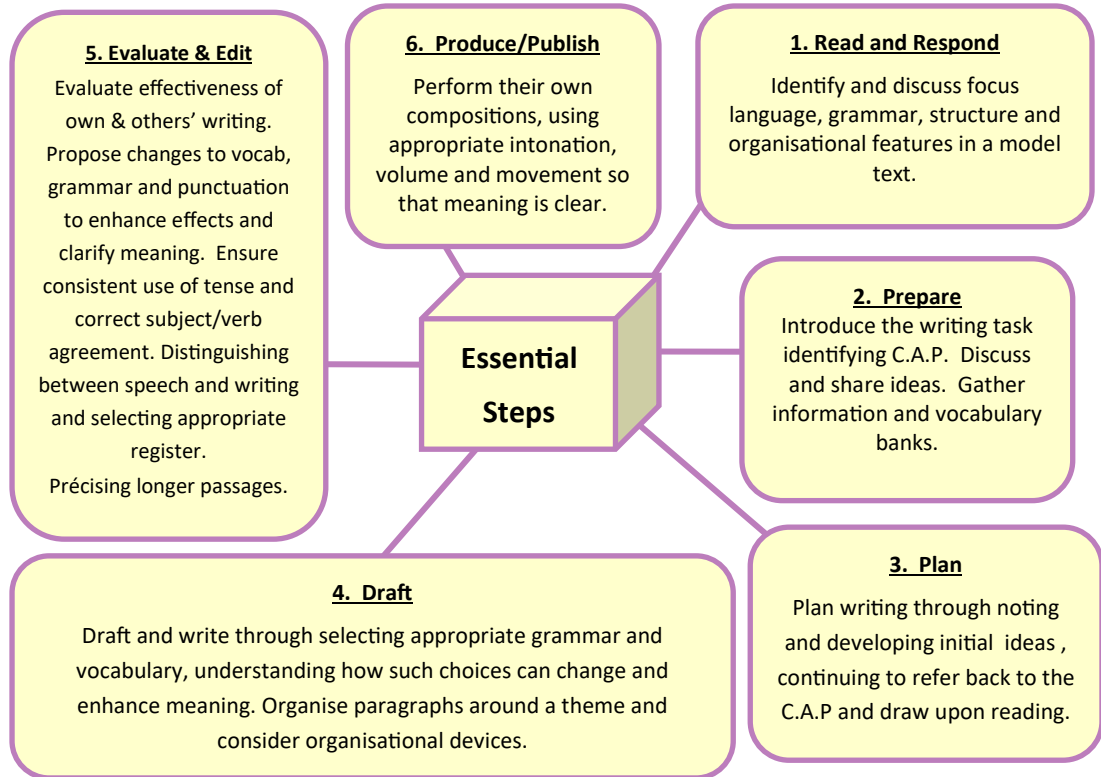 Essential
Steps
1. Read and Respond
Identify and discuss focus
language, grammar, structure and
organisational features in a model
text.
2. Prepare
Introduce the writing task
identifying C.A.P. Discuss
and share ideas. Gather
information and vocabulary
banks.
3. Plan
Plan writing through noting
and developing initial ideas ,
continuing to refer back to the
C.A.P and draw upon reading.
4. Draft
Draft and write through selecting appropriate grammar and
vocabulary, understanding how such choices can change and
enhance meaning. Organise paragraphs around a theme and
consider organisational devices.
5. Evaluate & Edit
Evaluate effectiveness of
own & others’ writing.
Propose changes to vocab,
grammar and punctuation
to enhance effects and
clarify meaning. Ensure
consistent use of tense and
correct subject/verb
agreement. Distinguishing
between speech and writing
and selecting appropriate
register.
Précising longer passages.
6. Produce/Publish
Perform their own
compositions, using
appropriate intonation,
volume and movement so
that meaning is clear.